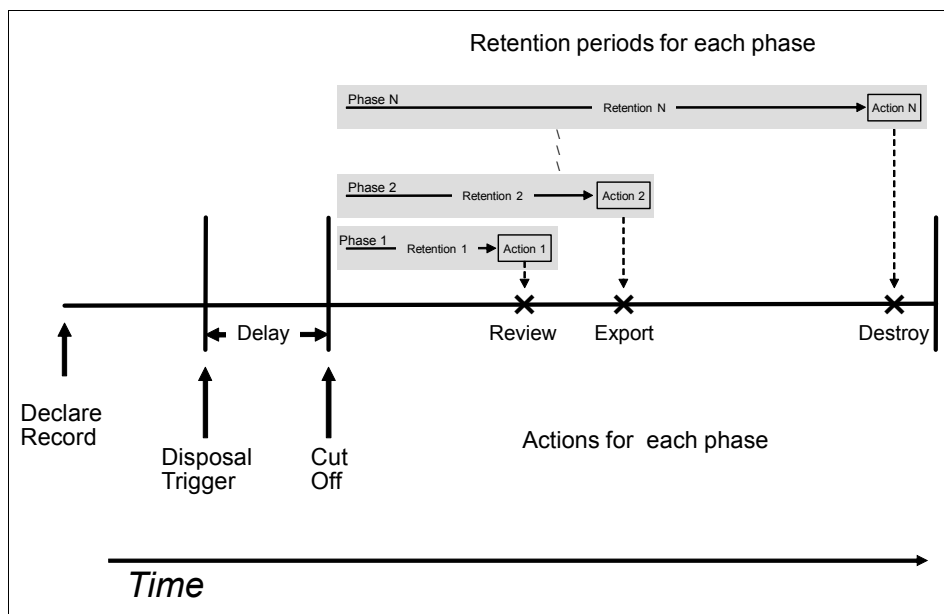 Retention periods for each phase
Phase N
Retention N
Action N
Phase 2
Retention 2
Action 2
Phase 1
Retention 1
Action 1
Delay
Review
Export
Destroy
Declare
Record
Disposal
Trigger
Cut
Off
Actions for each phase
Time